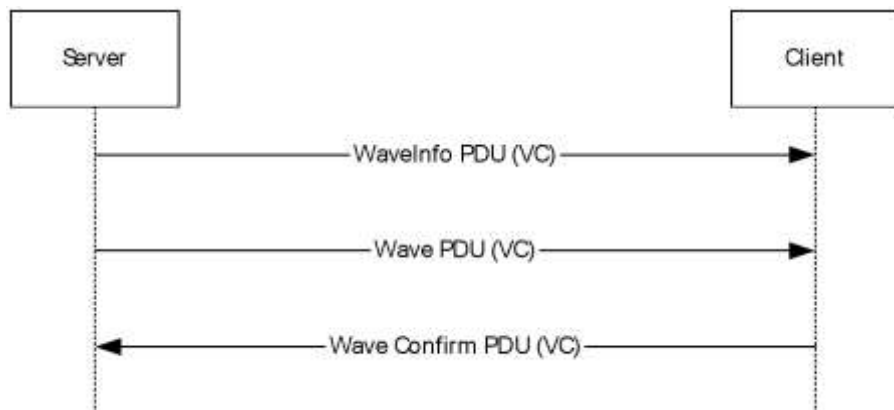 Server
Client
WaveInfo PDU (VC)
Wave PDU (VC)
Wave Confirm PDU (VC)